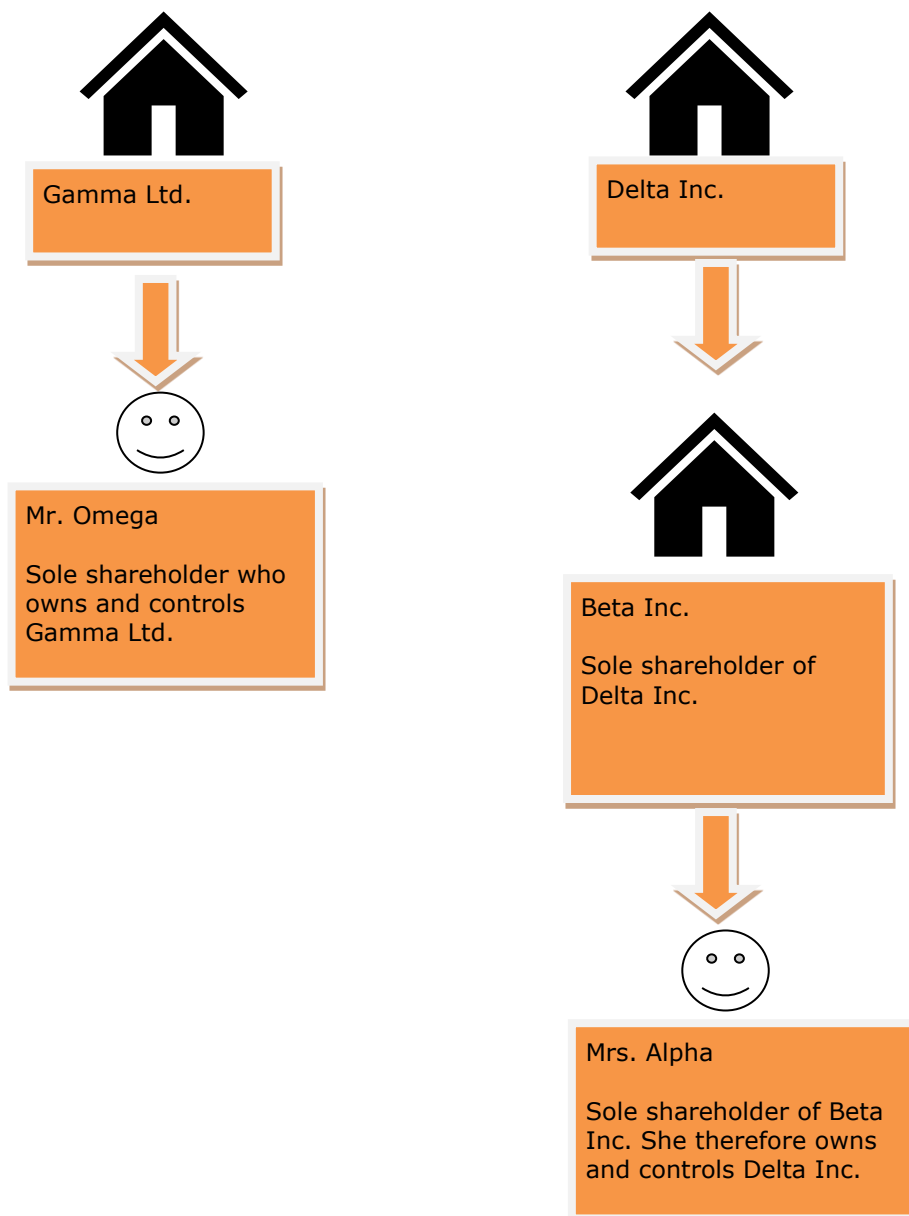 Gamma Ltd.
Delta Inc.
Mr. Omega
Sole shareholder who
owns and controls
Gamma Ltd.
Beta Inc.
Sole shareholder of
Delta Inc.
Mrs. Alpha
Sole shareholder of Beta
Inc. She therefore owns
and controls Delta Inc.